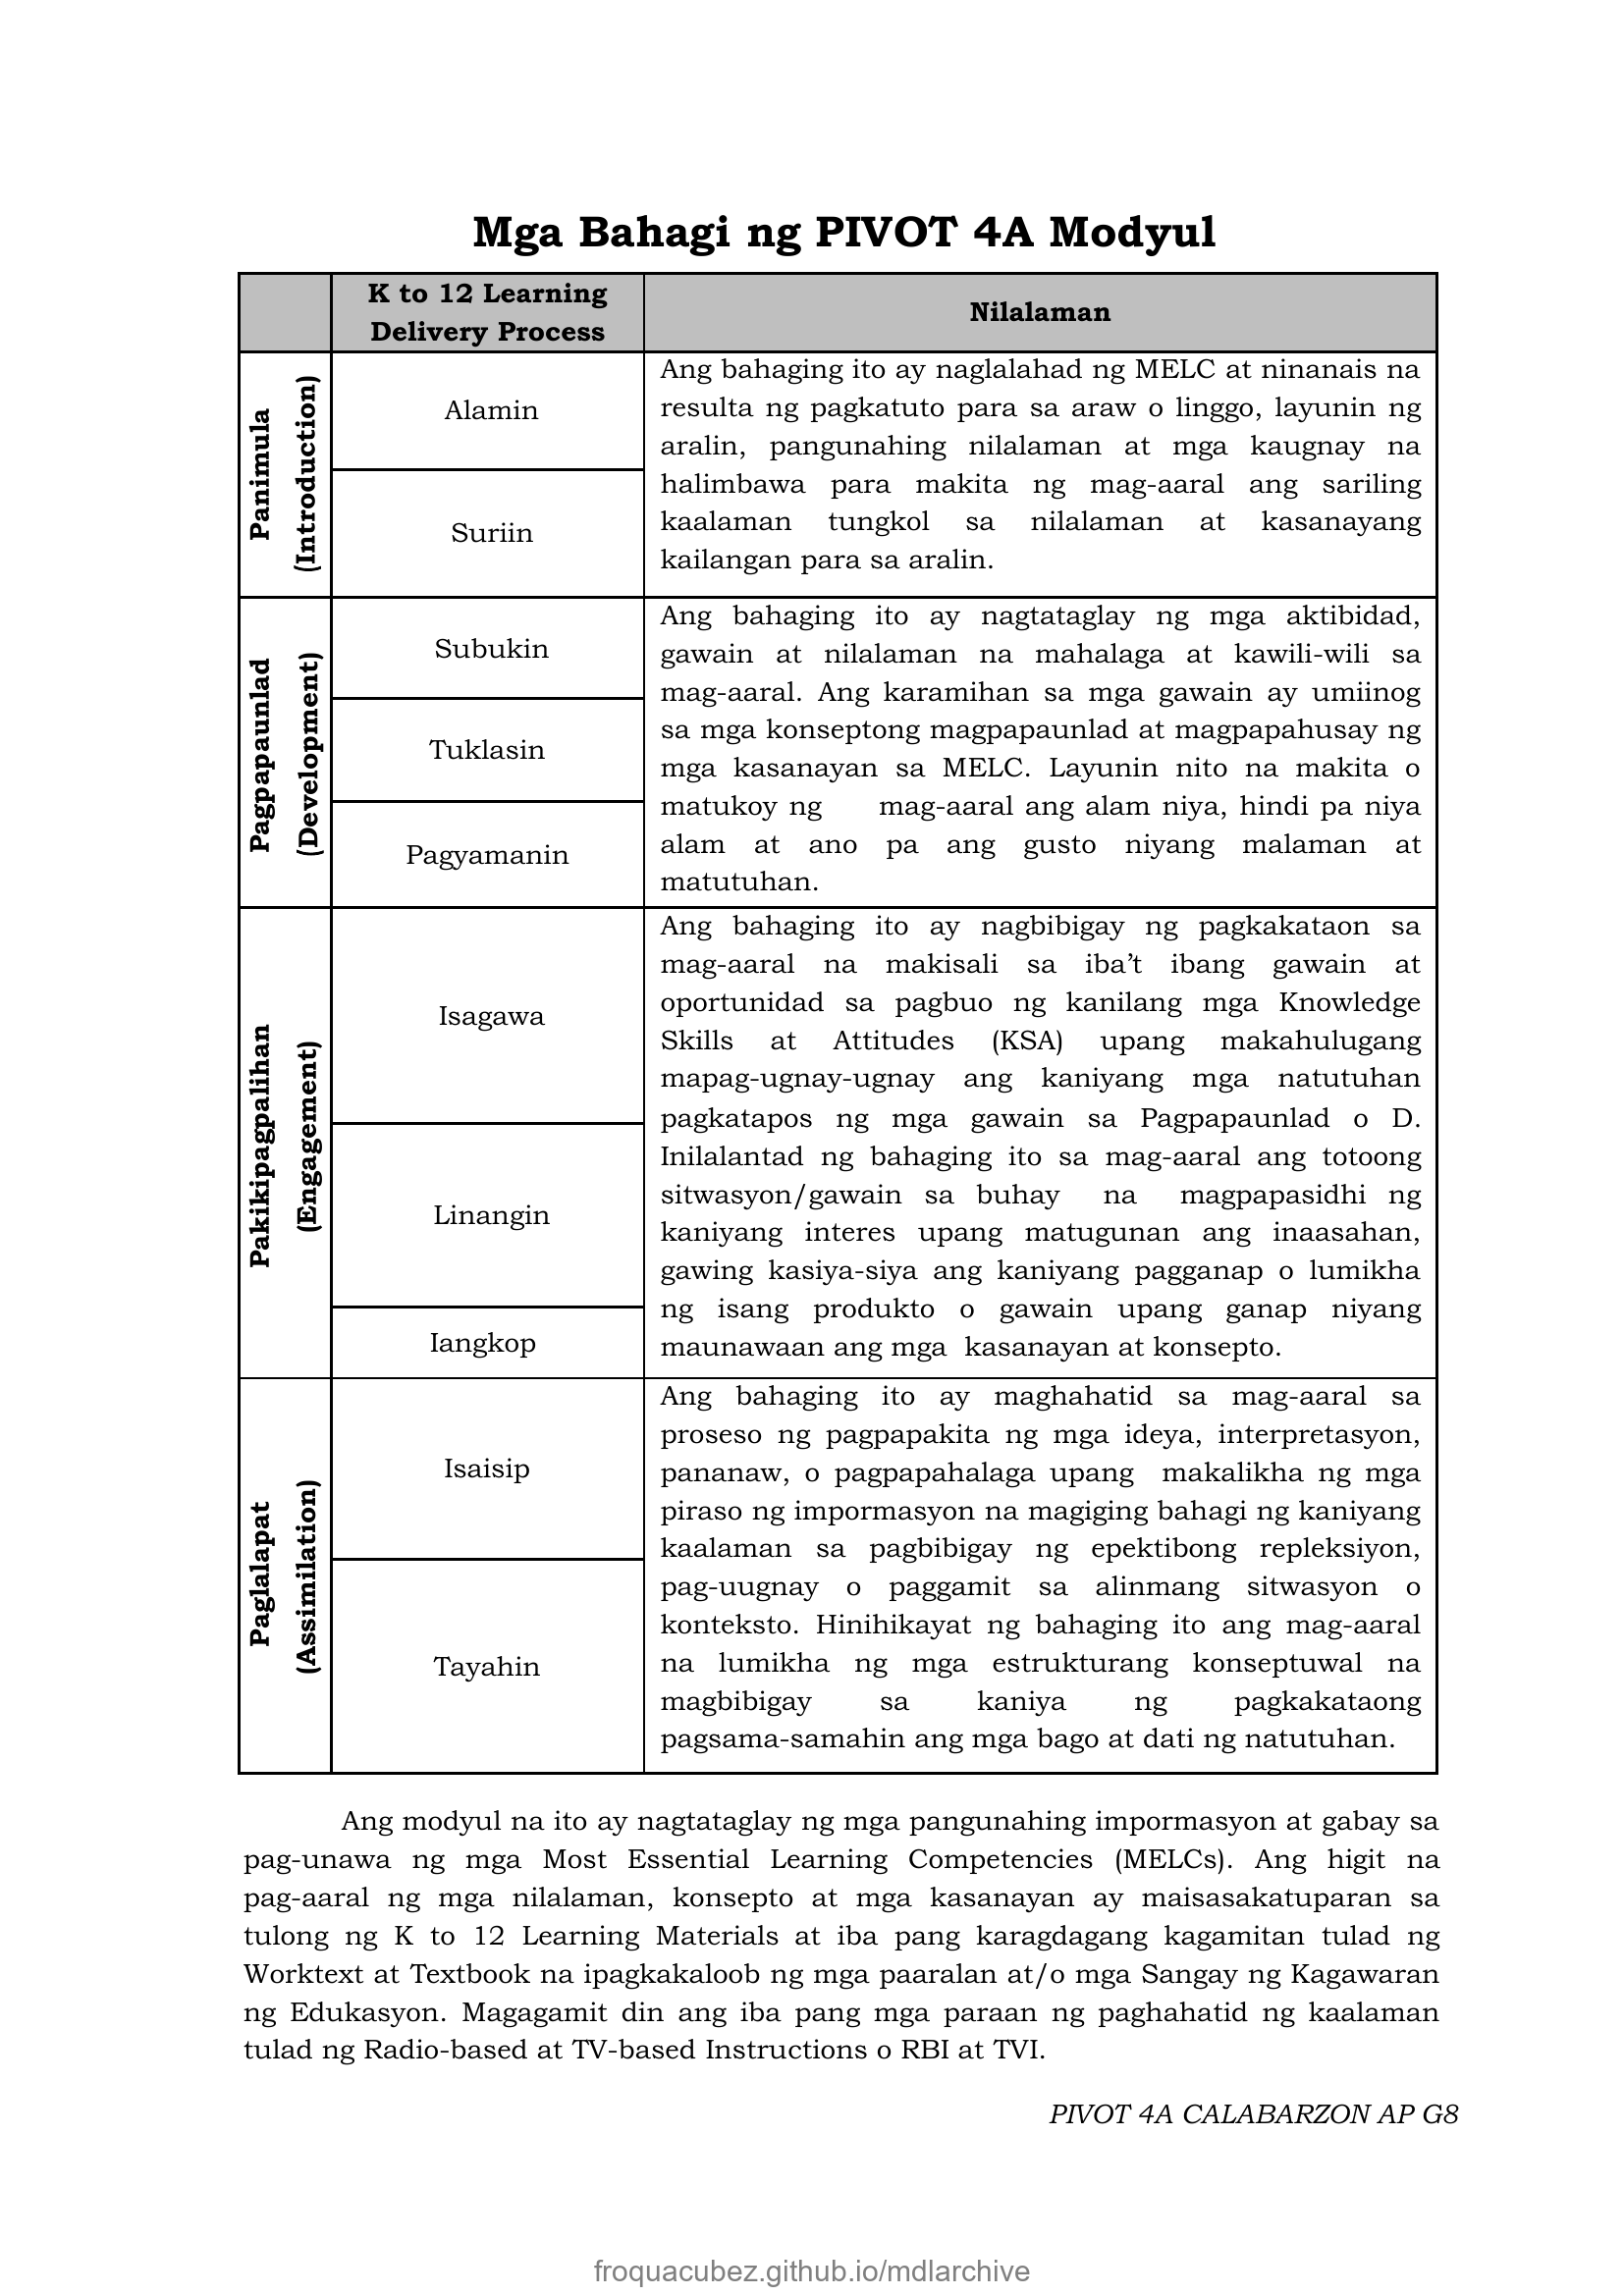 Mga Bahagi ng PIVOT 4A Modyul
K to 12 Learning
Delivery Process
Nilalaman
Panimula
(Introduction)
Alamin
Suriin
Ang bahaging ito ay naglalahad ng MELC at ninanais na
resulta ng pagkatuto para sa araw o linggo, layunin ng
aralin, pangunahing nilalaman at mga kaugnay na
halimbawa para makita ng mag-aaral ang sariling
kaalaman tungkol sa nilalaman at kasanayang
kailangan para sa aralin.
Pagpapaunlad
(Development)
Subukin
Tuklasin
Pagyamanin
Ang bahaging ito ay nagtataglay ng mga aktibidad,
gawain at nilalaman na mahalaga at kawili-wili sa
mag-aaral. Ang karamihan sa mga gawain ay umiinog
sa mga konseptong magpapaunlad at magpapahusay ng
mga kasanayan sa MELC. Layunin nito na makita o
matukoy ng mag-aaral ang alam niya, hindi pa niya
alam at ano pa ang gusto niyang malaman at
matutuhan.
Pakikipagpalihan
(Engagement)
Isagawa
Linangin
Iangkop
Ang bahaging ito ay nagbibigay ng pagkakataon sa
mag-aaral na makisali sa iba’t ibang gawain at
oportunidad sa pagbuo ng kanilang mga Knowledge
Skills at Attitudes (KSA) upang makahulugang
mapag-ugnay-ugnay ang kaniyang mga natutuhan
pagkatapos ng mga gawain sa Pagpapaunlad o D.
Inilalantad ng bahaging ito sa mag-aaral ang totoong
sitwasyon/gawain sa buhay na magpapasidhi ng
kaniyang interes upang matugunan ang inaasahan,
gawing kasiya-siya ang kaniyang pagganap o lumikha
ng isang produkto o gawain upang ganap niyang
maunawaan ang mga kasanayan at konsepto.
Paglalapat
(Assimilation)
Isaisip
Tayahin
Ang bahaging ito ay maghahatid sa mag-aaral sa
proseso ng pagpapakita ng mga ideya, interpretasyon,
pananaw, o pagpapahalaga upang makalikha ng mga
piraso ng impormasyon na magiging bahagi ng kaniyang
kaalaman sa pagbibigay ng epektibong repleksiyon,
pag-uugnay o paggamit sa alinmang sitwasyon o
konteksto. Hinihikayat ng bahaging ito ang mag-aaral
na lumikha ng mga estrukturang konseptuwal na
magbibigay sa kaniya ng pagkakataong
pagsama-samahin ang mga bago at dati ng natutuhan.
Ang modyul na ito ay nagtataglay ng mga pangunahing impormasyon at gabay sa
pag-unawa ng mga Most Essential Learning Competencies (MELCs). Ang higit na
pag-aaral ng mga nilalaman, konsepto at mga kasanayan ay maisasakatuparan sa
tulong ng K to 12 Learning Materials at iba pang karagdagang kagamitan tulad ng
Worktext at Textbook na ipagkakaloob ng mga paaralan at/o mga Sangay ng Kagawaran
ng Edukasyon. Magagamit din ang iba pang mga paraan ng paghahatid ng kaalaman
tulad ng Radio-based at TV-based Instructions o RBI at TVI.
PIVOT 4A CALABARZON AP G8
froquacubez.github.io/mdlarchive